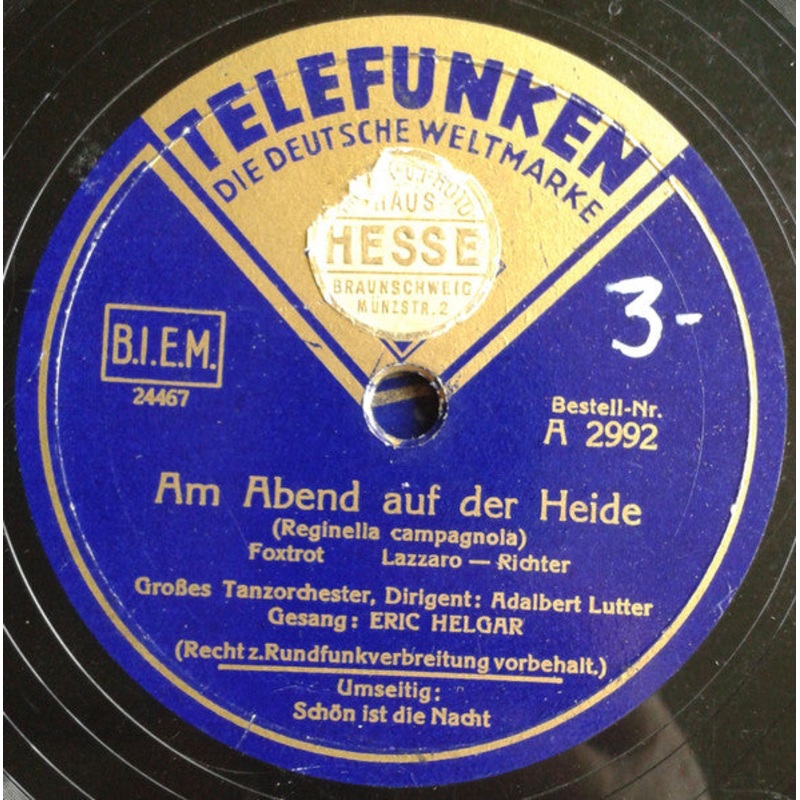 TELEFUNKEN
DIE DEUTSCHE WELTMARKE
HAUS
HESSE
BRAUNSCHWEIG
MÜNZSTR. 2
3-
B.I.E.M.
24467
Bestell-Nr.
A 2992
Am Abend auf der Heide
(Reginella campagnola)
Foxtrot Lazzaro — Richter
Großes Tanzorchester, Dirigent: Adalbert Lutter
Gesang: ERIC HELGAR
(Recht z. Rundfunkverbreitung vorbehalt.)
Umseitig:
Schön ist die Nacht